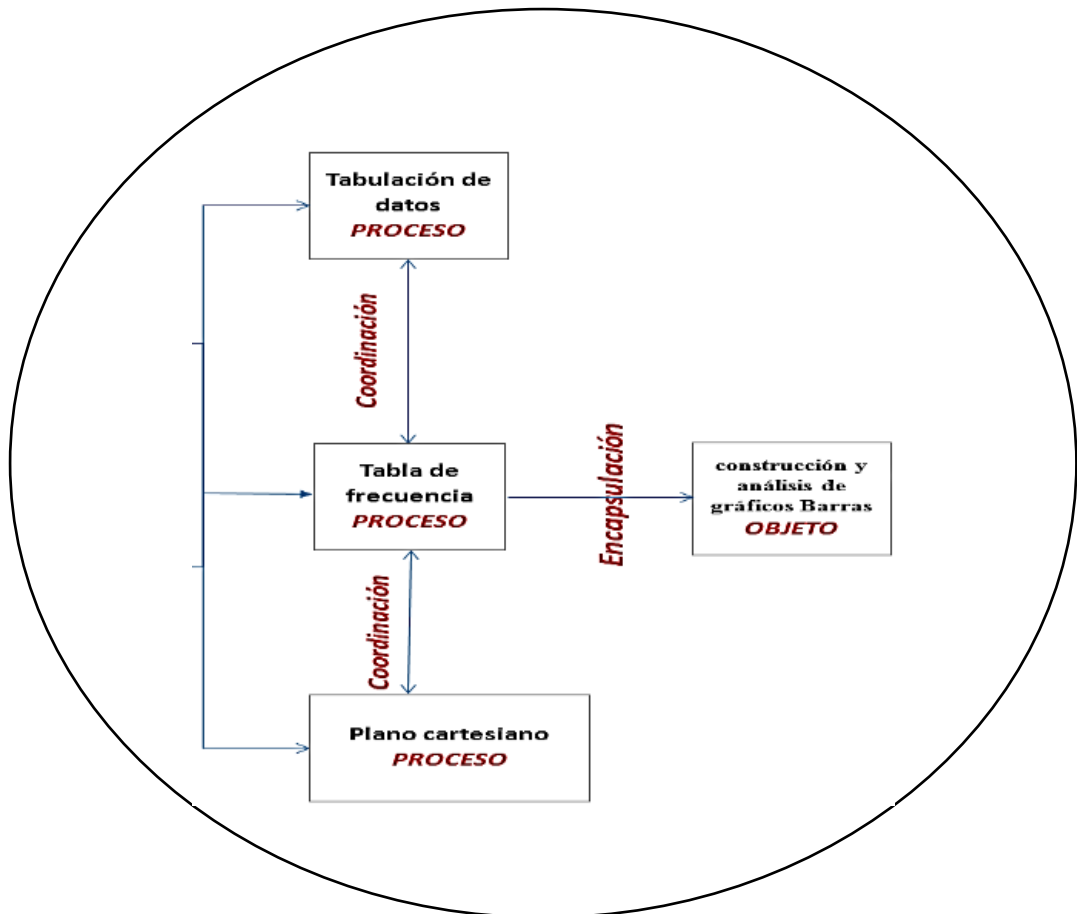 Tabulación de
datos
PROCESO
Coordinación
Tabla de
frecuencia
PROCESO
Encapsulación
construcción y
análisis de
gráficos Barras
OBJETO
Coordinación
Plano cartesiano
PROCESO